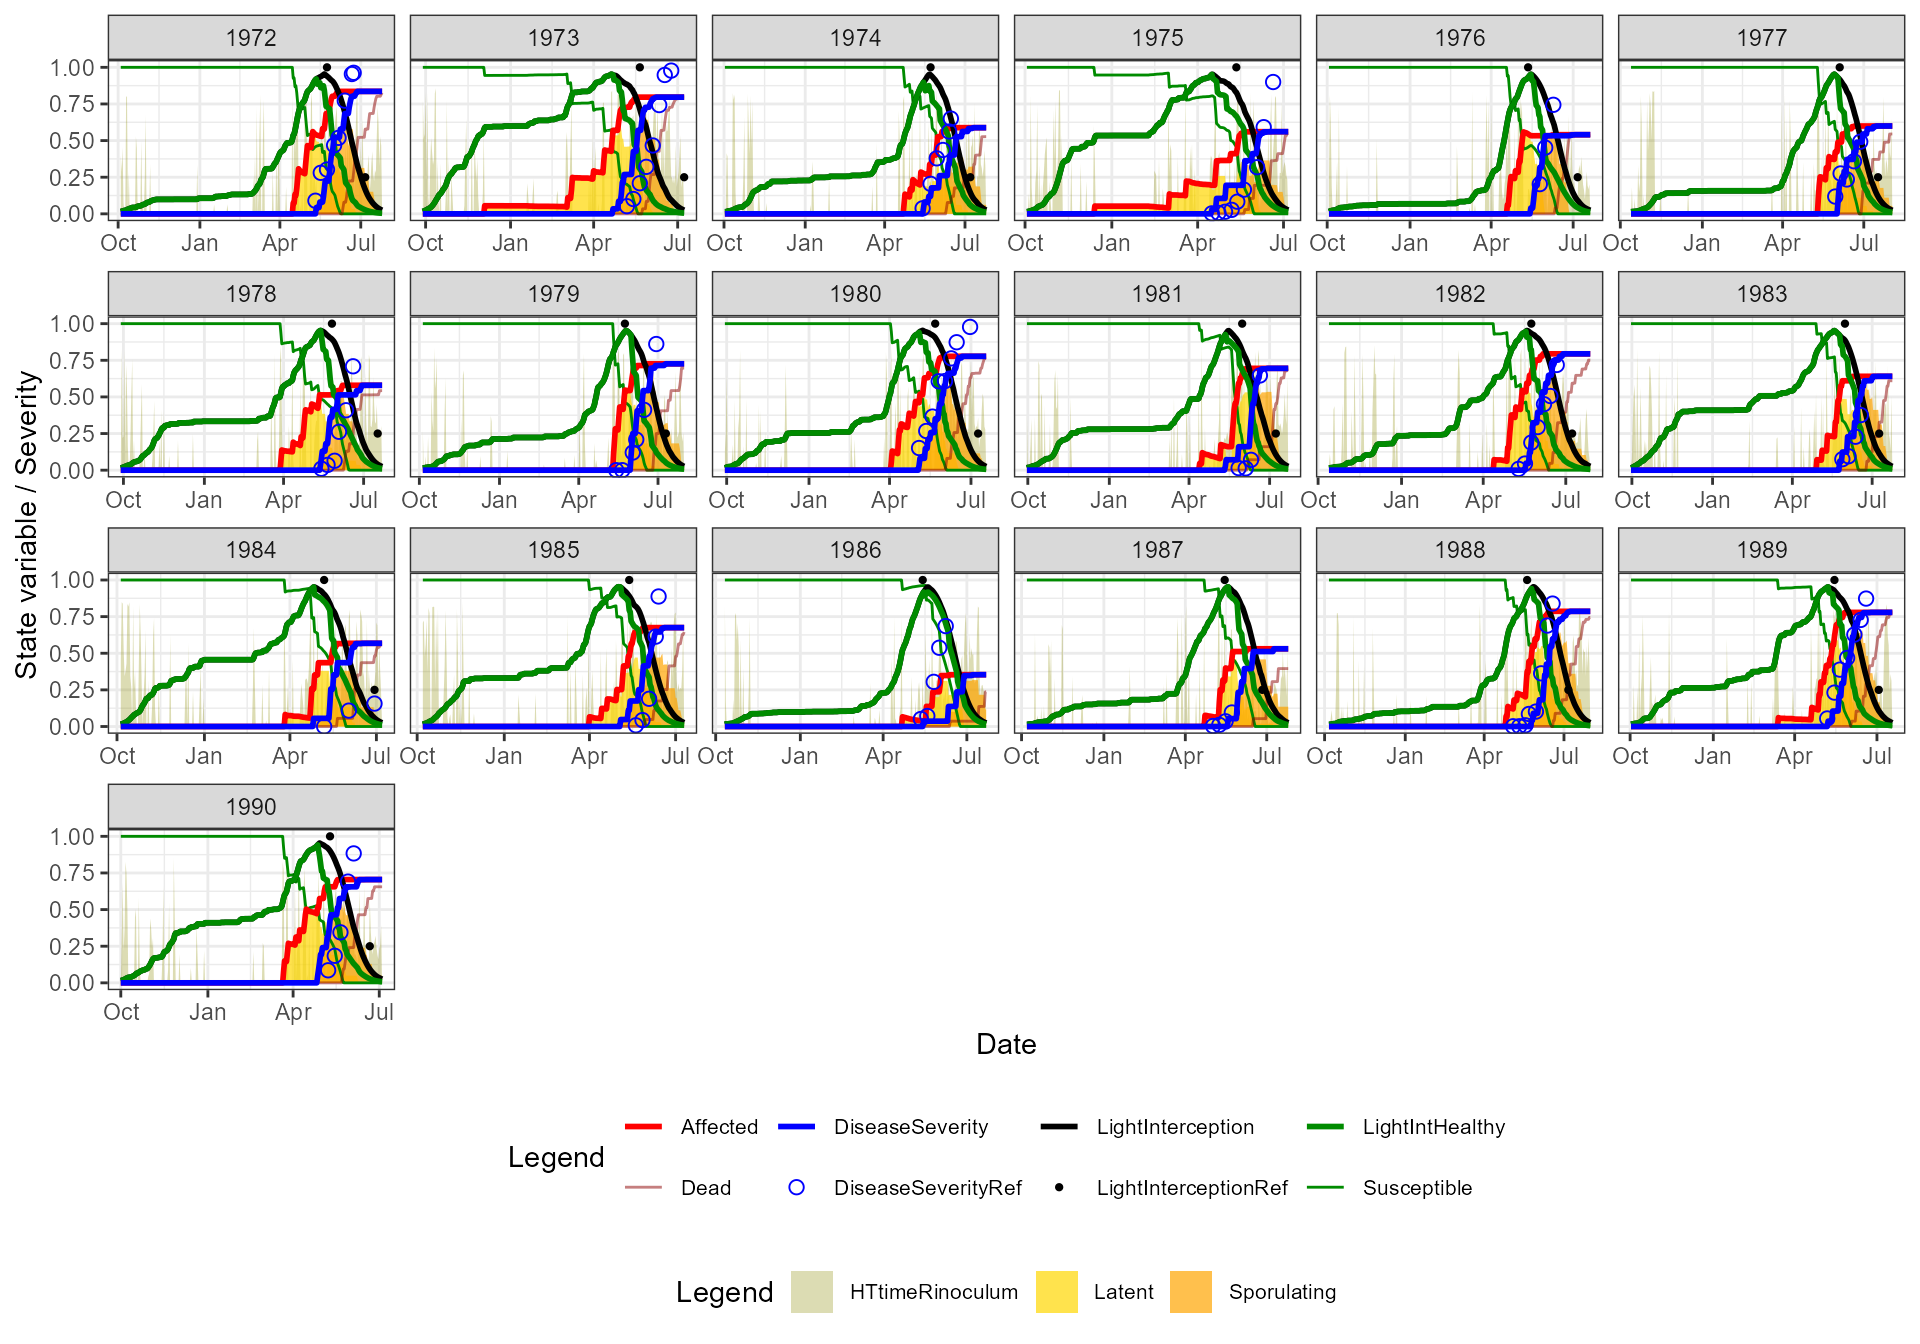 1972 1973 1974 1975 1976 1977
1.00
0.75
0.50
0.25
0.00
Oct Jan Apr Jul Oct Jan Apr Jul Oct Jan Apr Jul Oct Jan Apr Jul Oct Jan Apr Jul Oct Jan Apr Jul
1978 1979 1980 1981 1982 1983
1.00
0.75
0.50
0.25
0.00
Oct Jan Apr Jul Oct Jan Apr Jul Oct Jan Apr Jul Oct Jan Apr Jul Oct Jan Apr Jul Oct Jan Apr Jul
State variable / Severity
1984 1985 1986 1987 1988 1989
1.00
0.75
0.50
0.25
0.00
Oct Jan Apr Jul Oct Jan Apr Jul Oct Jan Apr Jul Oct Jan Apr Jul Oct Jan Apr Jul Oct Jan Apr Jul
1990
1.00
0.75
0.50
0.25
0.00
Oct Jan Apr Jul
Date
Legend
Affected DiseaseSeverity LightInterception LightIntHealthy
Dead DiseaseSeverityRef LightInterceptionRef Susceptible
Legend HTtimeRinoculum Latent Sporulating